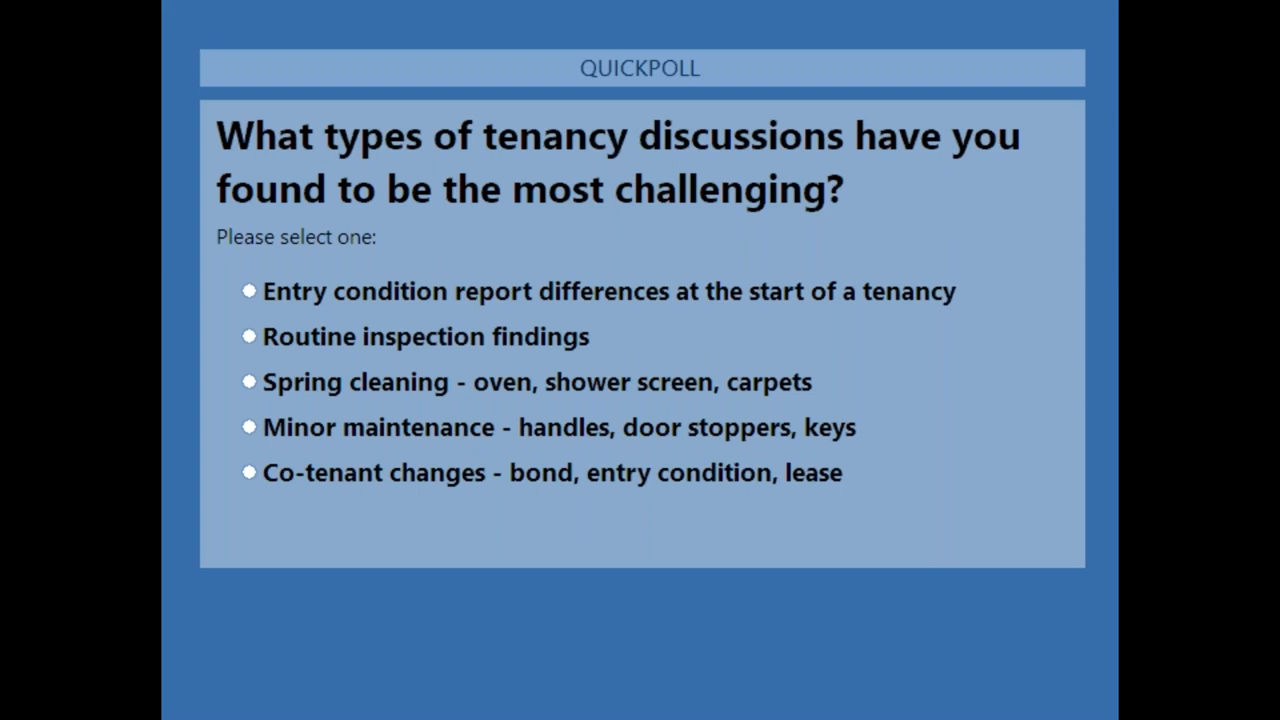 QUICKPOLL
What types of tenancy discussions have you
found to be the most challenging?
Please select one:
Entry condition report differences at the start of a tenancy
Routine inspection findings
Spring cleaning - oven, shower screen, carpets
Minor maintenance - handles, door stoppers, keys
Co-tenant changes - bond, entry condition, lease